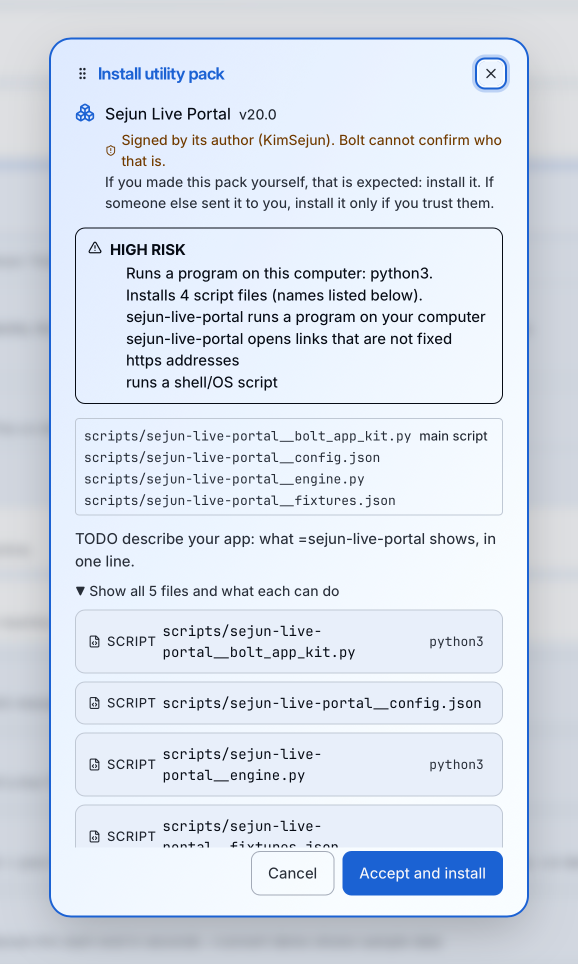 Install utility pack
Sejun Live Portal v20.0
Signed by its author (KimSejun). Bolt cannot confirm who
that is.
If you made this pack yourself, that is expected: install it. If
someone else sent it to you, install it only if you trust them.
HIGH RISK
Runs a program on this computer: python3.
Installs 4 script files (names listed below).
sejun-live-portal runs a program on your computer
sejun-live-portal opens links that are not fixed
https addresses
runs a shell/OS script
scripts/sejun-live-portal__bolt_app_kit.py main script
scripts/sejun-live-portal__config.json
scripts/sejun-live-portal__engine.py
scripts/sejun-live-portal__fixtures.json
TODO describe your app: what =sejun-live-portal shows, in
one line.
▼ Show all 5 files and what each can do
SCRIPT scripts/sejun-live-
portal__bolt_app_kit.py python3
SCRIPT scripts/sejun-live-portal__config.json
SCRIPT scripts/sejun-live-
portal__engine.py python3
SCRIPT scripts/sejun-live-
portal__fixtures.json
Cancel Accept and install